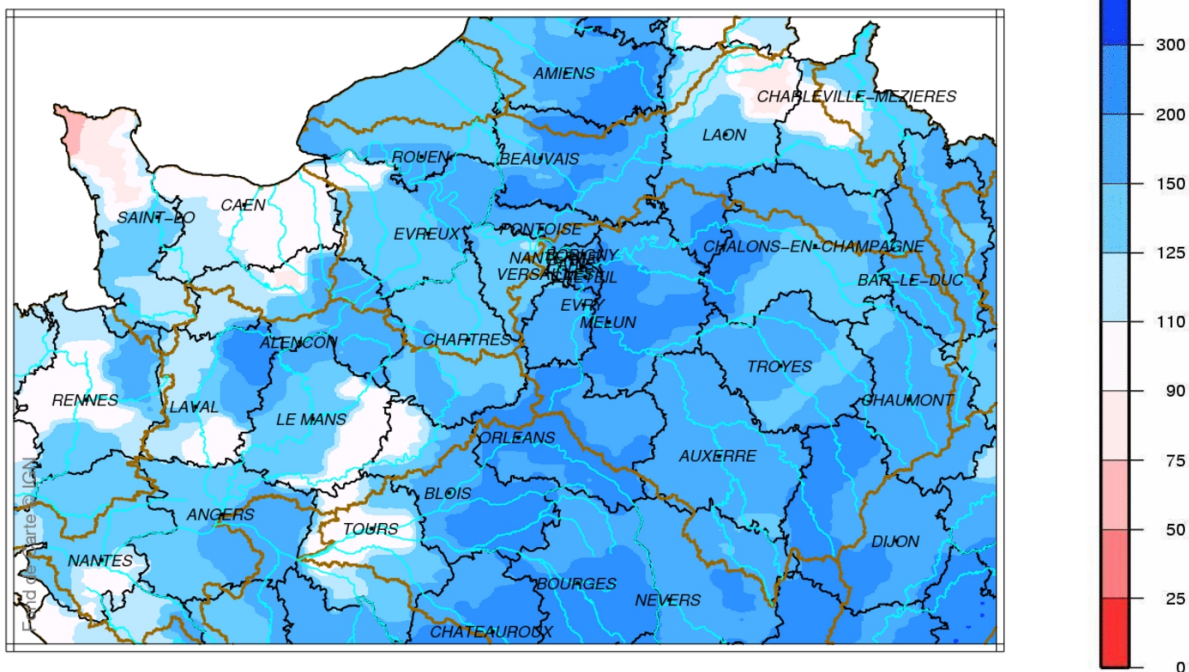 300
AMIENS
CHARLEVILLE−MEZIERES
200
LAON
ROUEN
BEAUVAIS
150
CAEN
SAINT−LO
PONTOISE
EVREUX
CHALONS−EN−CHAMPAGNE
125
BAR−LE−DUC
EVRY
MELUN
110
ALENCON
CHARTRES
TROYES
90
RENNES
LAVAL
LE MANS
CHAUMONT
ORLEANS
AUXERRE
75
BLOIS
ANGERS
TOURS
50
DIJON
NANTES
BOURGES
NEVERS
25
CHATEAUROUX
0